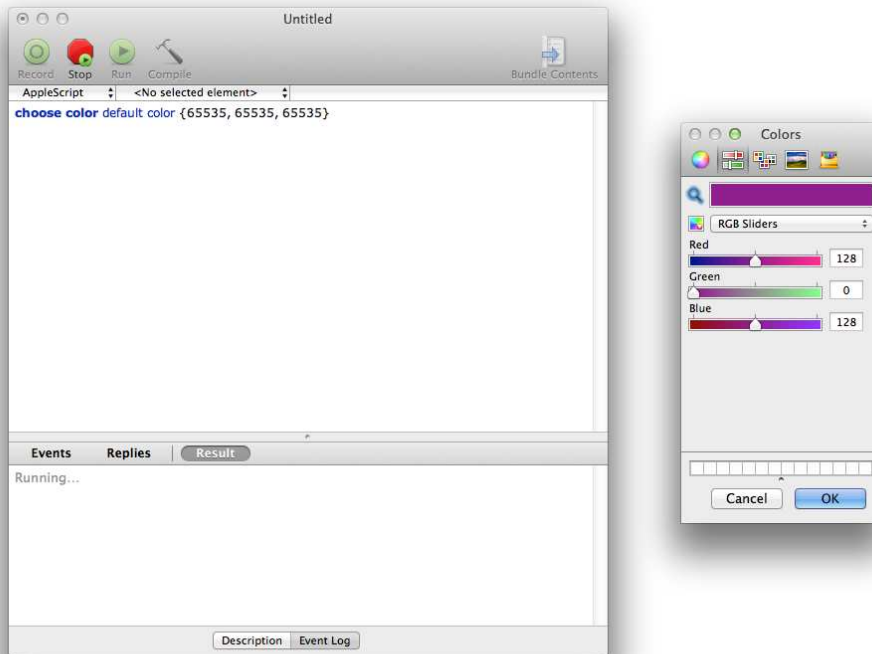 Untitled
Record Stop Run Compile Bundle Contents
AppleScript <No selected element>
choose color default color {65535, 65535, 65535}
Events Replies Result
Running...
Description Event Log
Colors
RGB Sliders
Red
128
Green
0
Blue
128
Cancel OK